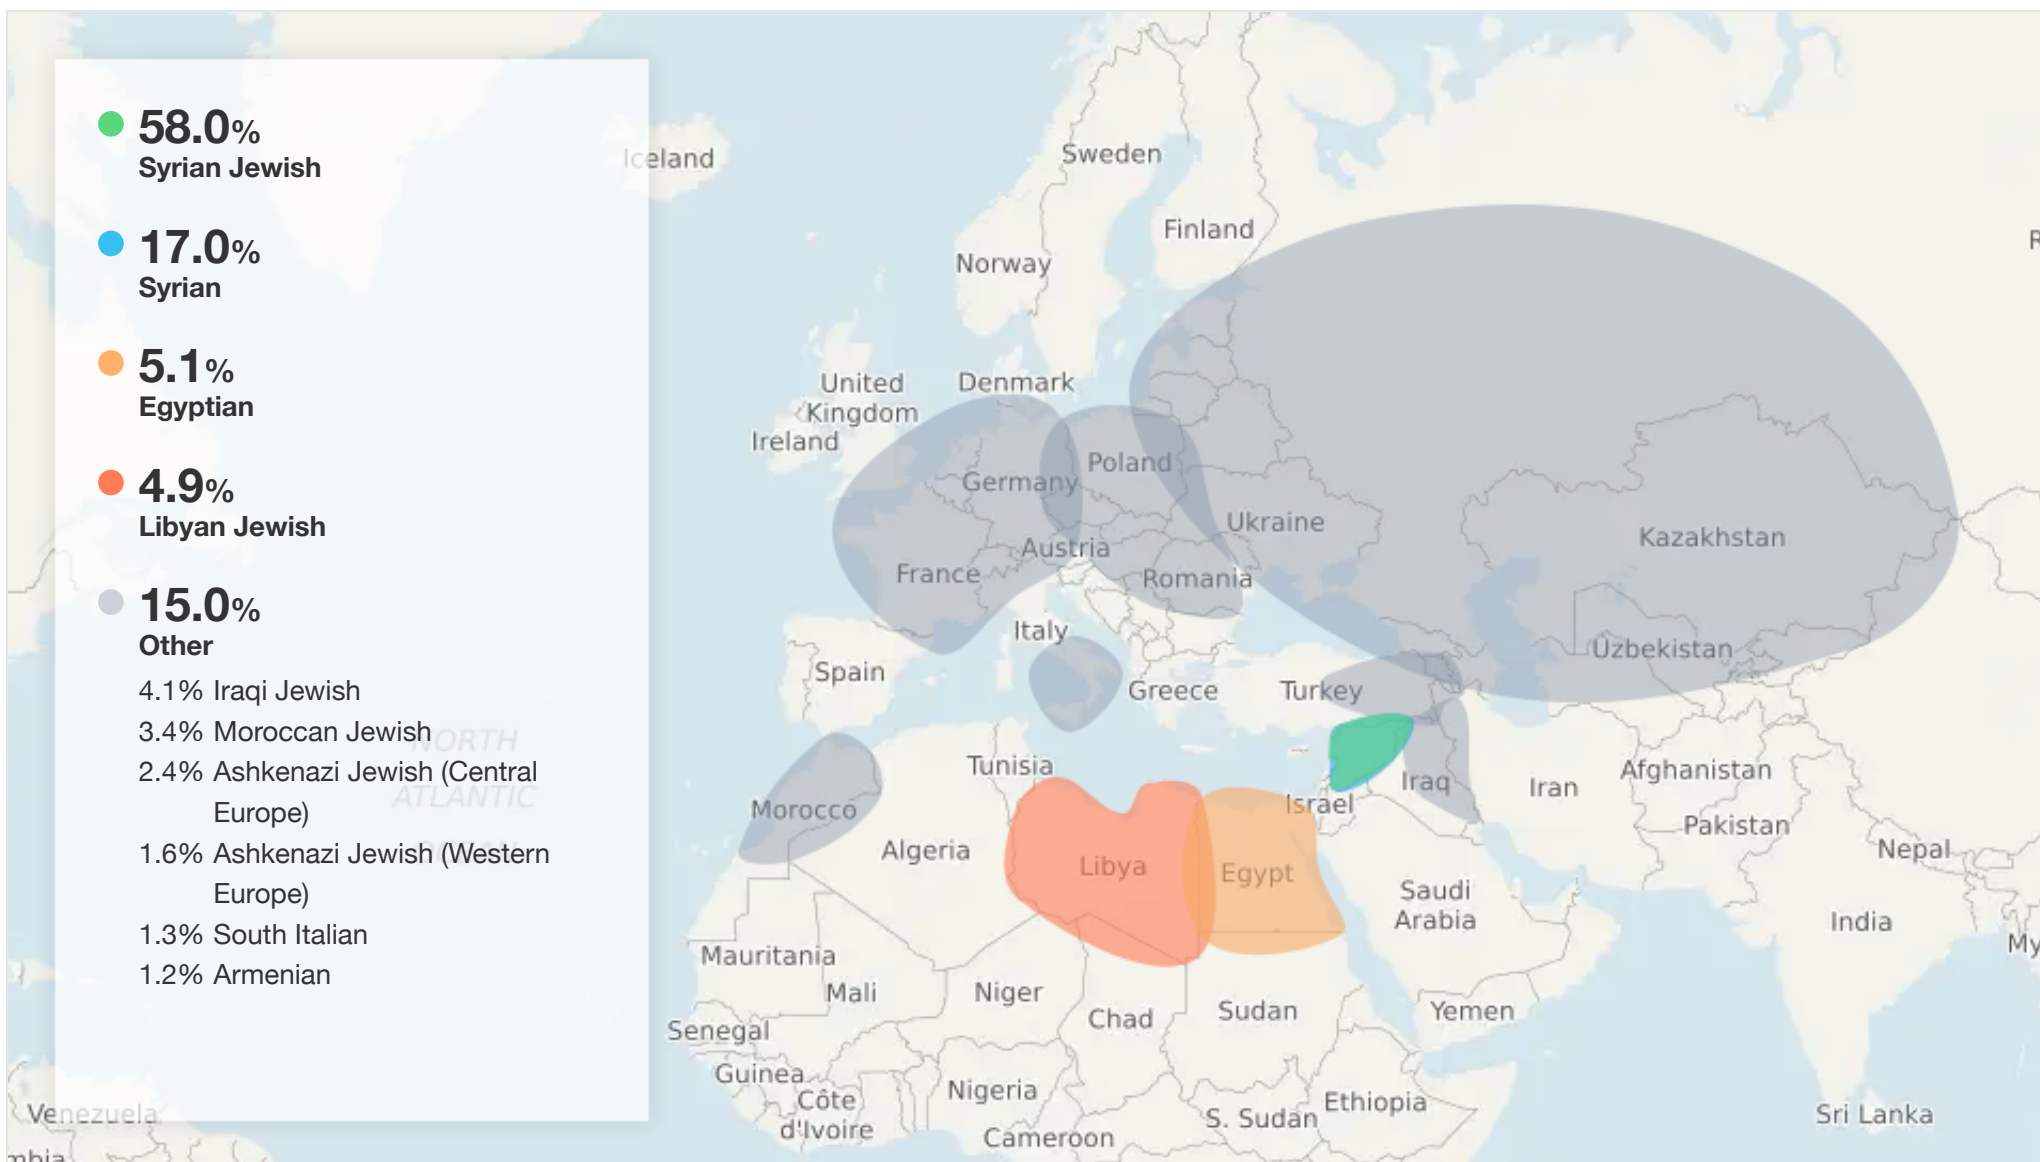 58.0%
Syrian Jewish
17.0%
Syrian
5.1%
Egyptian
4.9%
Libyan Jewish
15.0%
Other
4.1% Iraqi Jewish
3.4% Moroccan Jewish
2.4% Ashkenazi Jewish (Central
Europe)
1.6% Ashkenazi Jewish (Western
Europe)
1.3% South Italian
1.2% Armenian
NORTH
ATLANTIC
Venezuela
Iceland
Sweden
Finland
Norway
United
Kingdom
Denmark
Ireland
Poland
Germany
Ukraine
Kazakhstan
Austria
France
Romania
Italy
Uzbekistan
Spain
Greece
Turkey
Tunisia
Afghanistan
Iraq
Iran
Israel
Morocco
Pakistan
Algeria
Nepal
Libya
Egypt
Saudi
Arabia
India
My
Mauritania
Mali
Niger
Chad
Sudan
Yemen
Senegal
Guinea
Nigeria
Côte
d'Ivoire
S. Sudan
Ethiopia
Sri Lanka
Cameroon